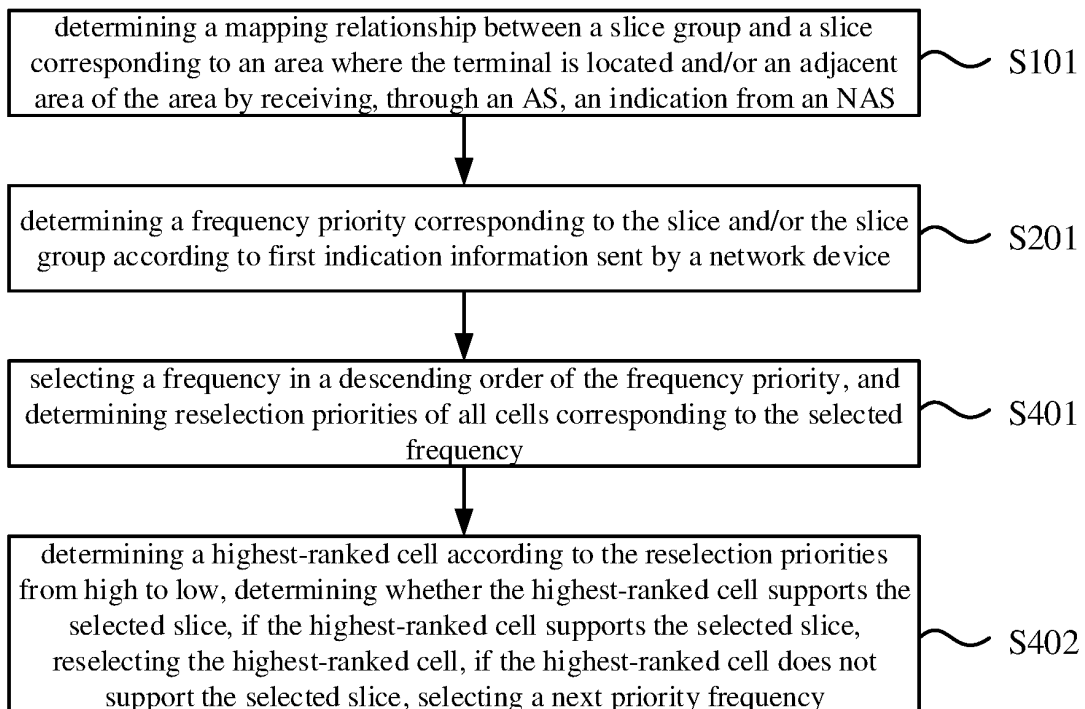 determining a mapping relationship between a slice group and a slice
corresponding to an area where the terminal is located and/or an adjacent
area of the area by receiving, through an AS, an indication from an NAS
S101
determining a frequency priority corresponding to the slice and/or the slice
group according to first indication information sent by a network device
S201
selecting a frequency in a descending order of the frequency priority, and
determining reselection priorities of all cells corresponding to the selected
frequency
S401
determining a highest-ranked cell according to the reselection priorities
from high to low, determining whether the highest-ranked cell supports the
selected slice, if the highest-ranked cell supports the selected slice,
reselecting the highest-ranked cell, if the highest-ranked cell does not
support the selected slice, selecting a next priority frequency
S402